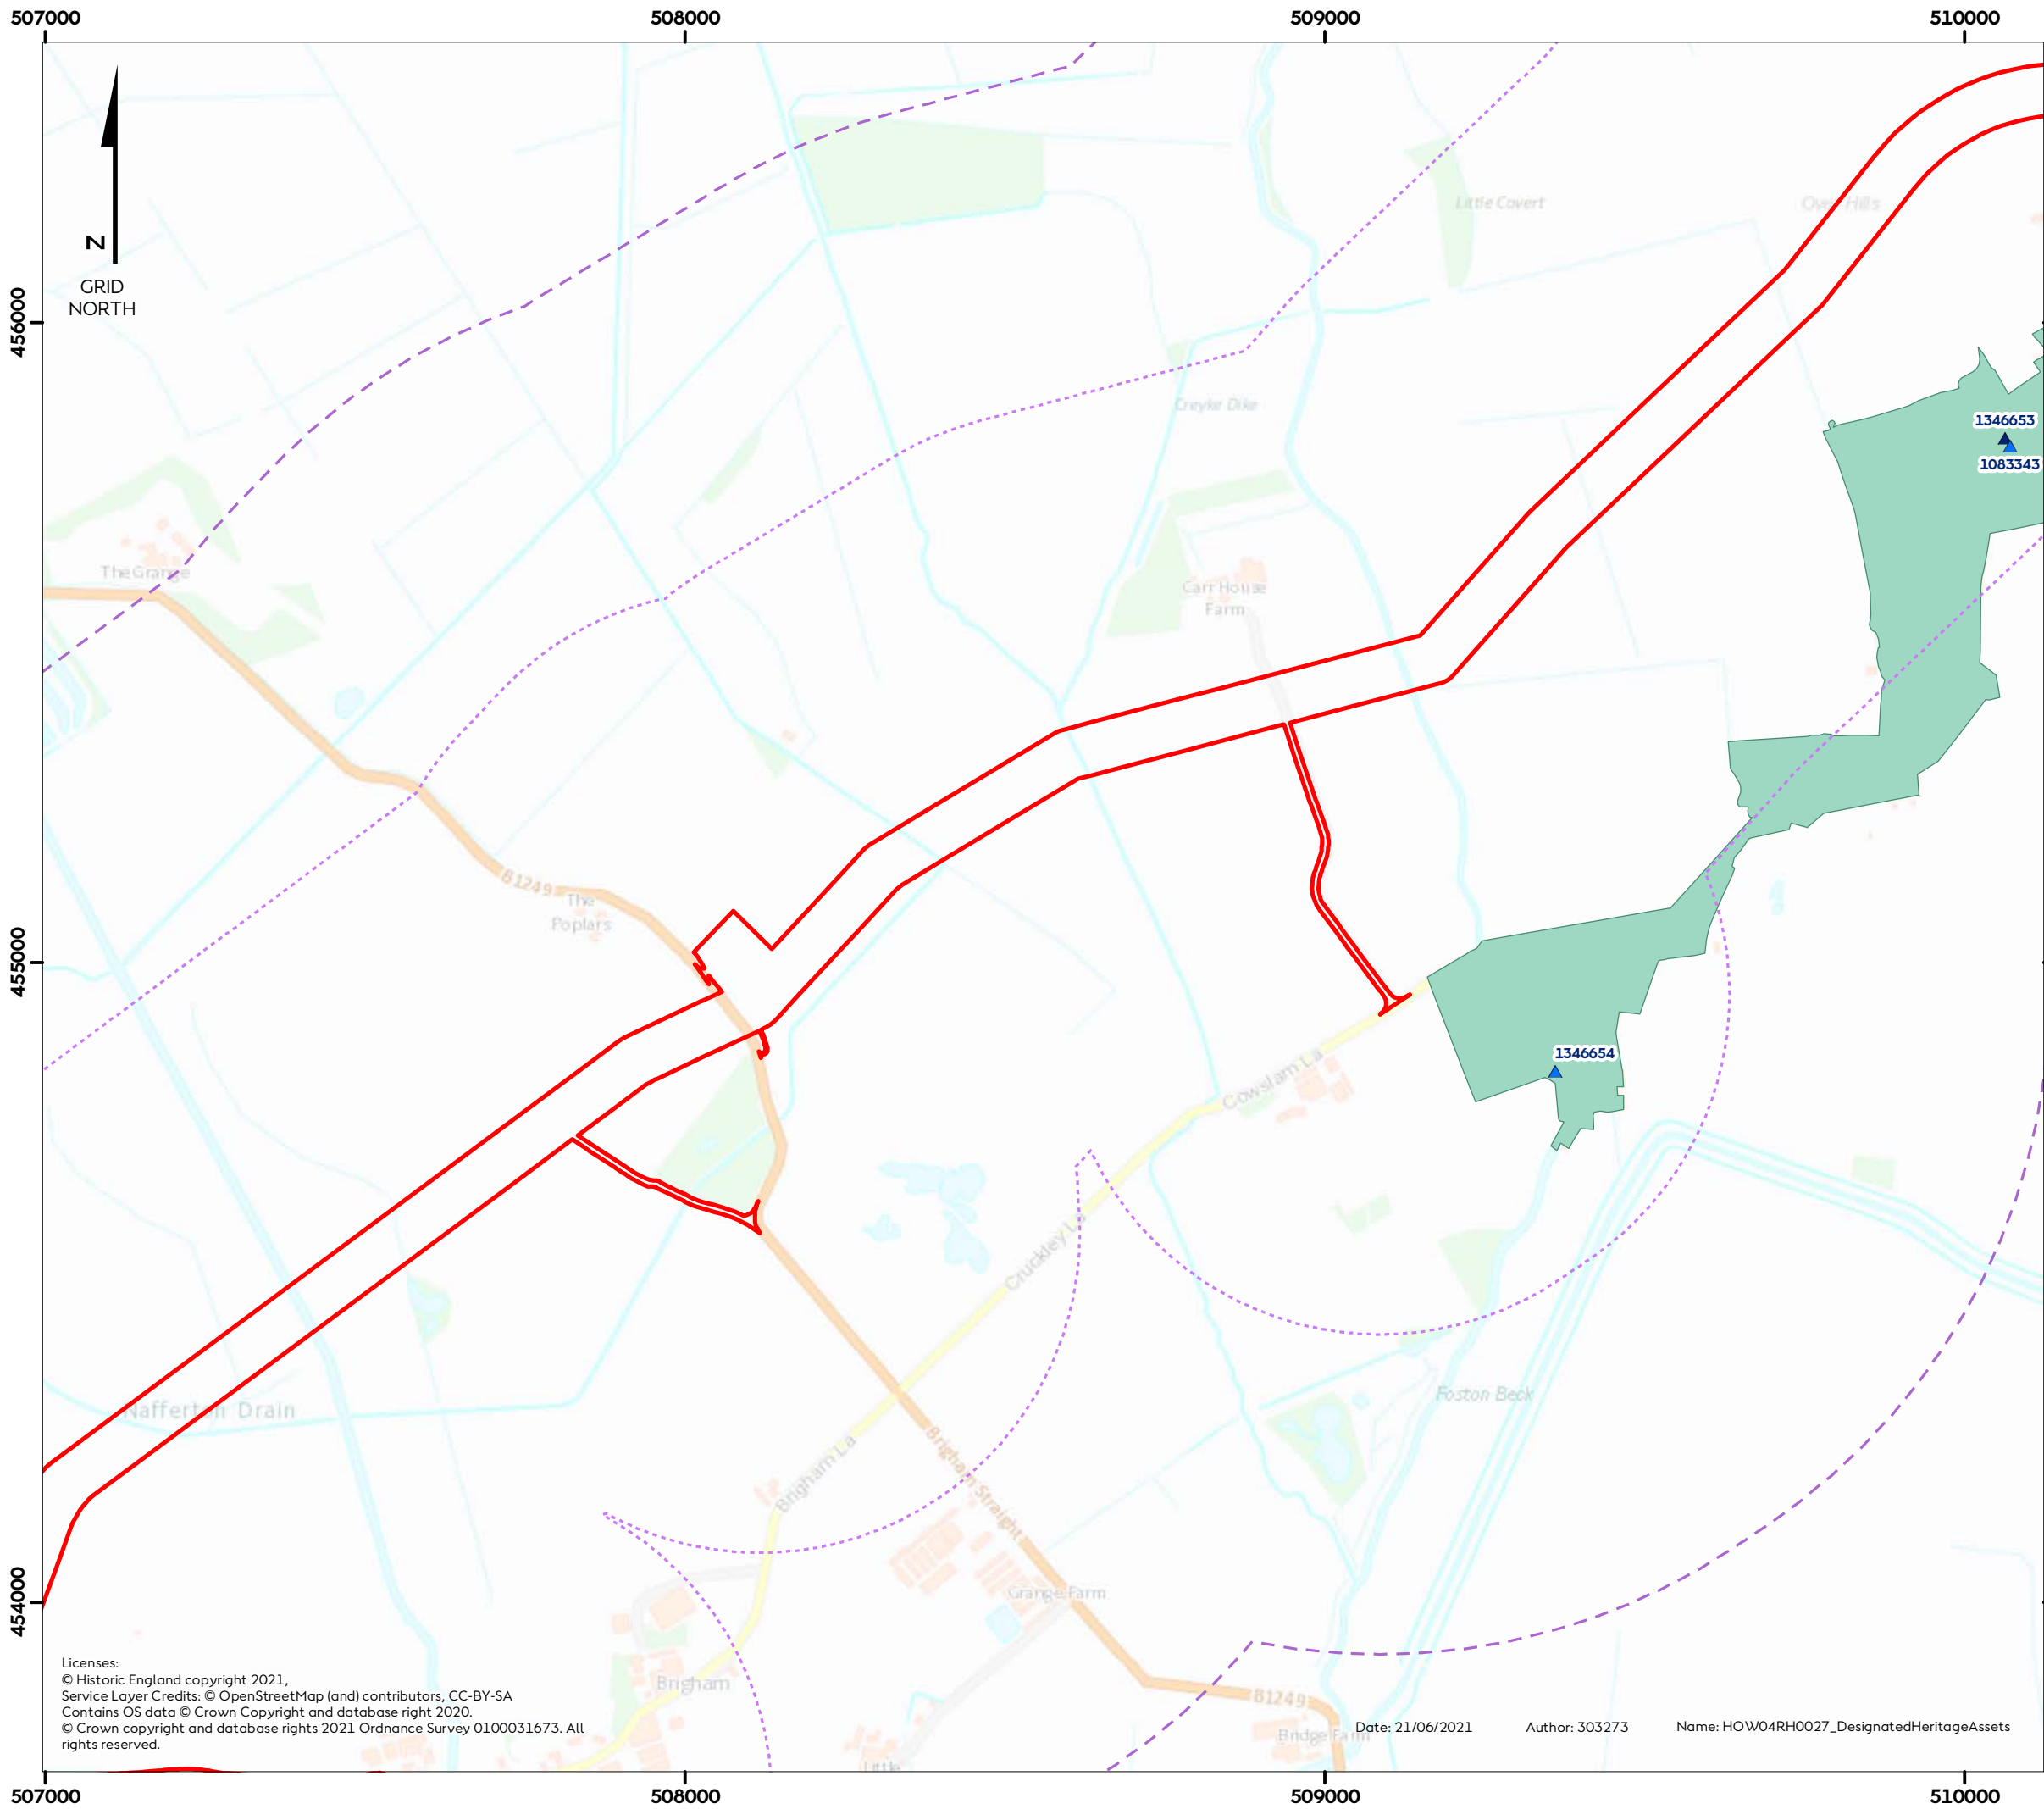 507000
508000
509000
510000
N
GRID
NORTH
456000
455000
454000
Little Covert
Over Hills
Creyke Dike
1346653
1083343
The Grange
Carr House
Farm
B1249
The
Poplars
1346654
Cowslam La
Cruckley La
Foston Beck
Nafferton Drain
Brigham La
Brigham Straight
Grange Farm
Brigham
B1249
Bridge Farm
Little
Licenses:
© Historic England copyright 2021,
Service Layer Credits: © OpenStreetMap (and) contributors, CC-BY-SA
Contains OS data © Crown Copyright and database right 2020.
© Crown copyright and database rights 2021 Ordnance Survey 0100031673. All
rights reserved.
Date: 21/06/2021
Author: 303273
Name: HOW04RH0027_DesignatedHeritageAssets
507000
508000
509000
510000